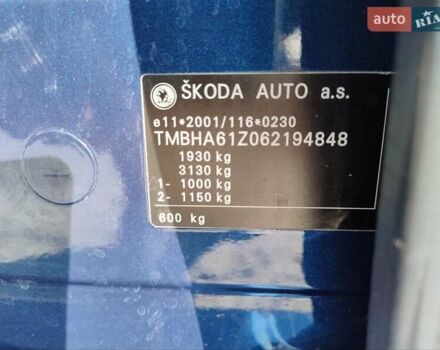 auto RIA
ŠKODA AUTO a.s.
e11*2001/116*0230
TMBHA61Z062194848
1930 kg
3130 kg
1- 1000 kg
2- 1150 kg
600 kg